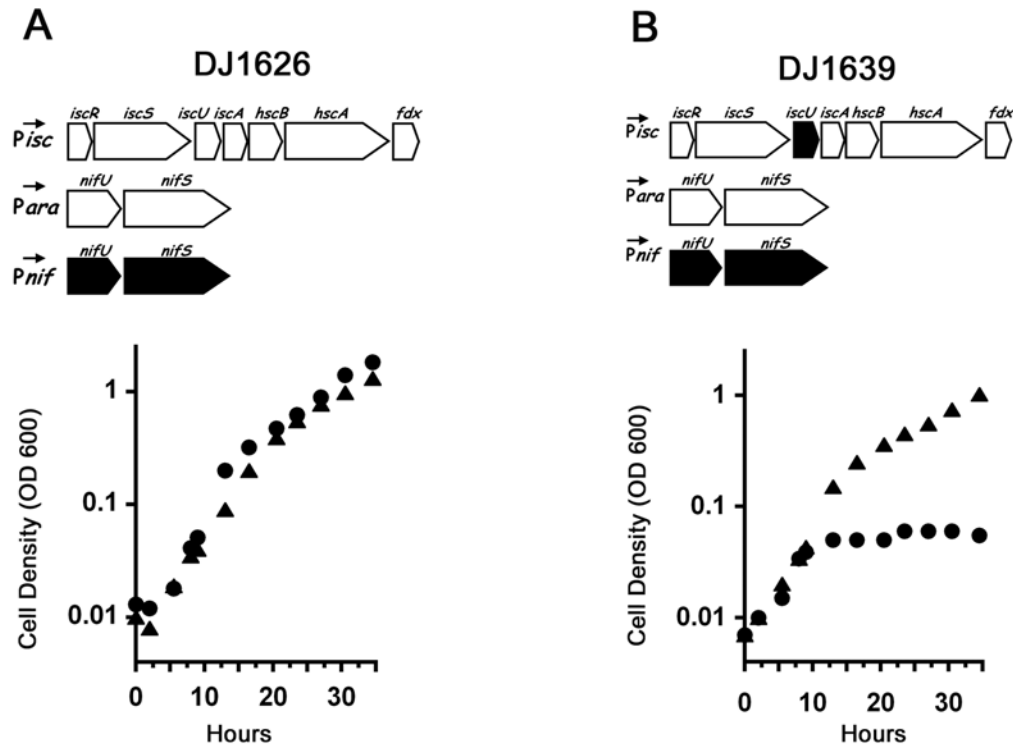 A
DJ1626
iscR iscS iscU iscA hscB hscA fdx
Pisc
nifU nifS
Para
nifU nifS
Pnif
Cell Density (OD 600)
1
0.1
0.01
0 10 20 30
Hours
B
DJ1639
iscR iscS iscU iscA hscB hscA fdx
Pisc
nifU nifS
Para
nifU nifS
Pnif
Cell Density (OD 600)
1
0.1
0.01
0 10 20 30
Hours